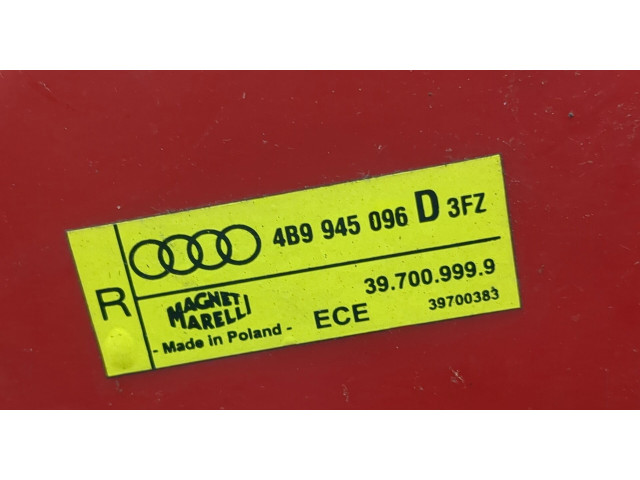 R
4B9 945 096 D 3FZ
39.700.999.9
MAGNETI
MARELLI
ECE
39700383
- Made in Poland -